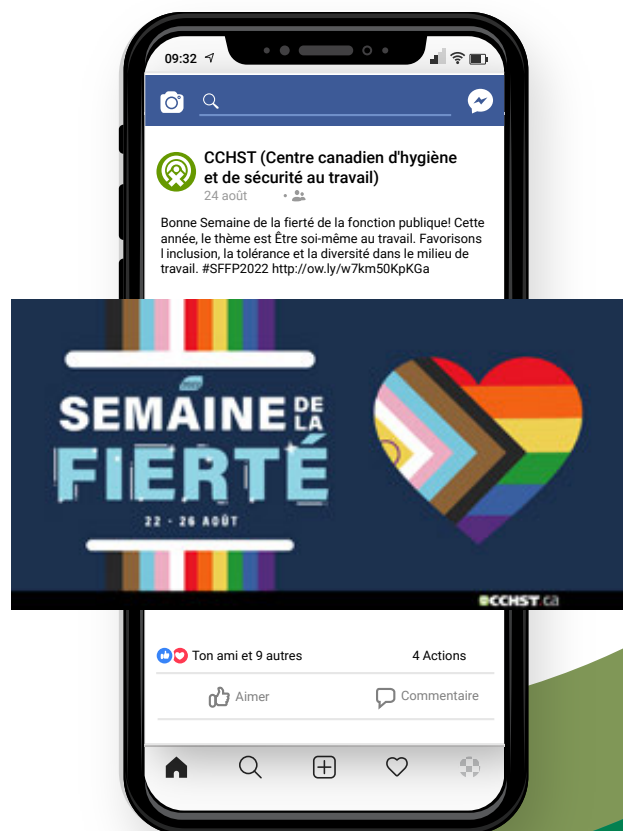 09:32
CCHST (Centre canadien d'hygiène
et de sécurité au travail)
24 août
Bonne Semaine de la fierté de la fonction publique! Cette
année, le thème est Être soi-même au travail. Favorisons
l inclusion, la tolérance et la diversité dans le milieu de
travail. #SFFP2022 http://ow.ly/w7km50KpKGa
SEMAINE DE LA
FIERTÉ
22 - 26 AOÛT
CCHST.ca
Ton ami et 9 autres 4 Actions
Aimer Commentaire